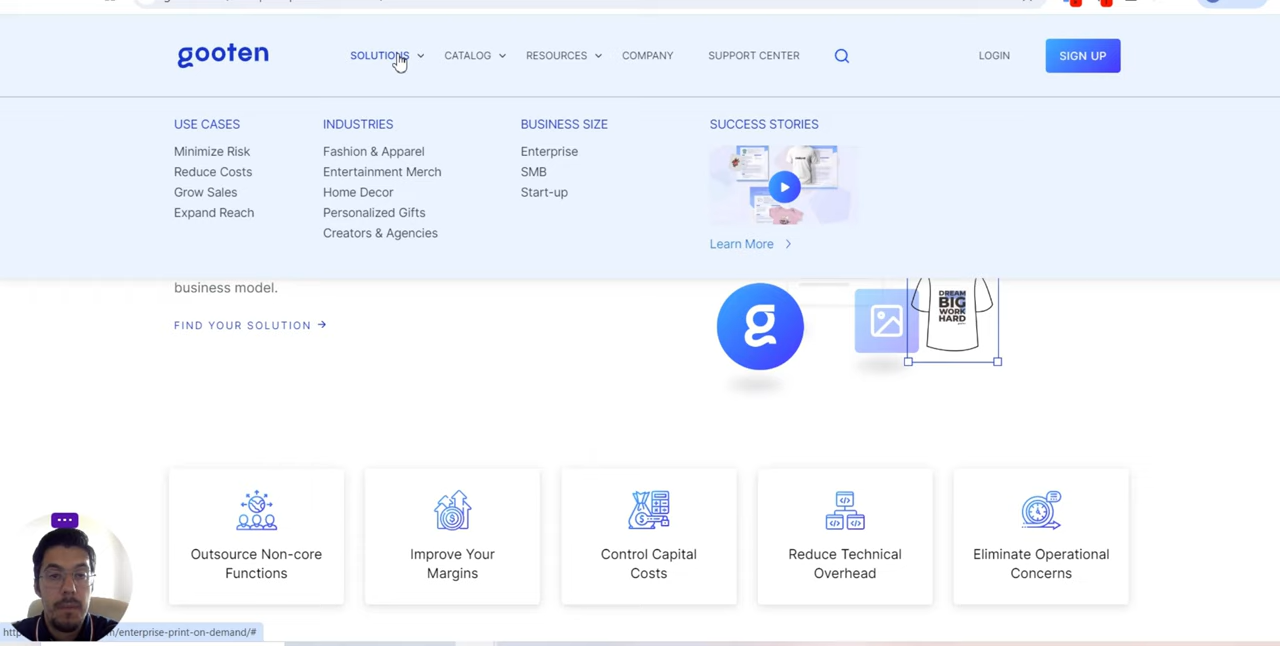 gooten
SOLUTIONS CATALOG RESOURCES COMPANY SUPPORT CENTER LOGIN SIGN UP
USE CASES
Minimize Risk
Reduce Costs
Grow Sales
Expand Reach
INDUSTRIES
Fashion & Apparel
Entertainment Merch
Home Decor
Personalized Gifts
Creators & Agencies
BUSINESS SIZE
Enterprise
SMB
Start-up
SUCCESS STORIES
Learn More
business model.
FIND YOUR SOLUTION
g
DREAM
BIG
WORK
HARD
Outsource Non-core
Functions
Improve Your
Margins
Control Capital
Costs
Reduce Technical
Overhead
Eliminate Operational
Concerns
/enterprise-print-on-demand/#